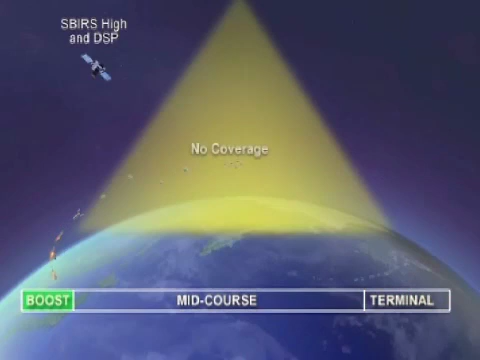 SBIRS High
and DSP
No Coverage
BOOST
MID-COURSE
TERMINAL